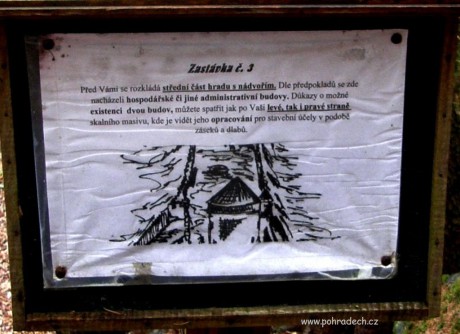 Zastávka č. 3
Před Vámi se rozkládá střední část hradu s nádvořím. Dle předpokladů se zde
nacházeli hospodářské či jiné administrativní budovy. Důkazy o možné
existenci dvou budov, můžete spatřit jak po Vaší levé, tak i pravé straně
skalního masivu, kde je vidět jeho opracování pro stavební účely v podobě
záseků a dlabů.
www.pohradech.cz